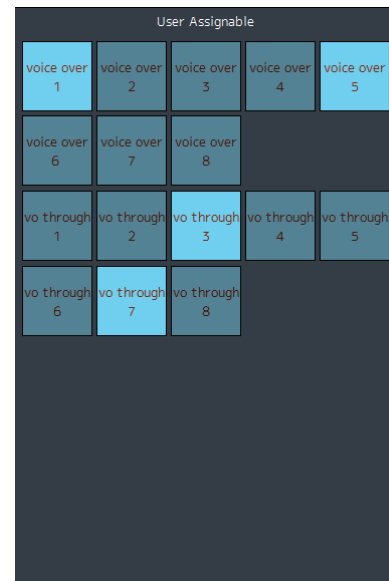 User Assignable
voice over
1
voice over
2
voice over
3
voice over
4
voice over
5
voice over
6
voice over
7
voice over
8
vo through
1
vo through
2
vo through
3
vo through
4
vo through
5
vo through
6
vo through
7
vo through
8